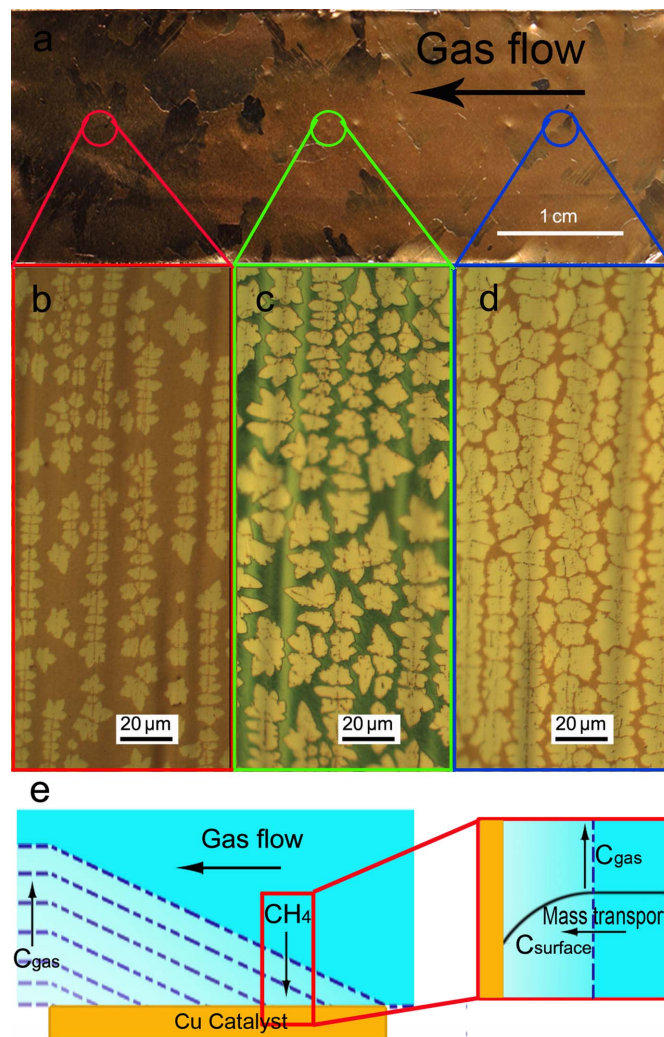 a
Gas flow
1 cm
b
c
d
20 µm
20 µm
20 µm
e
Gas flow
CH4
Cgas
Cu Catalyst
Cgas
Mass transport
Csurface